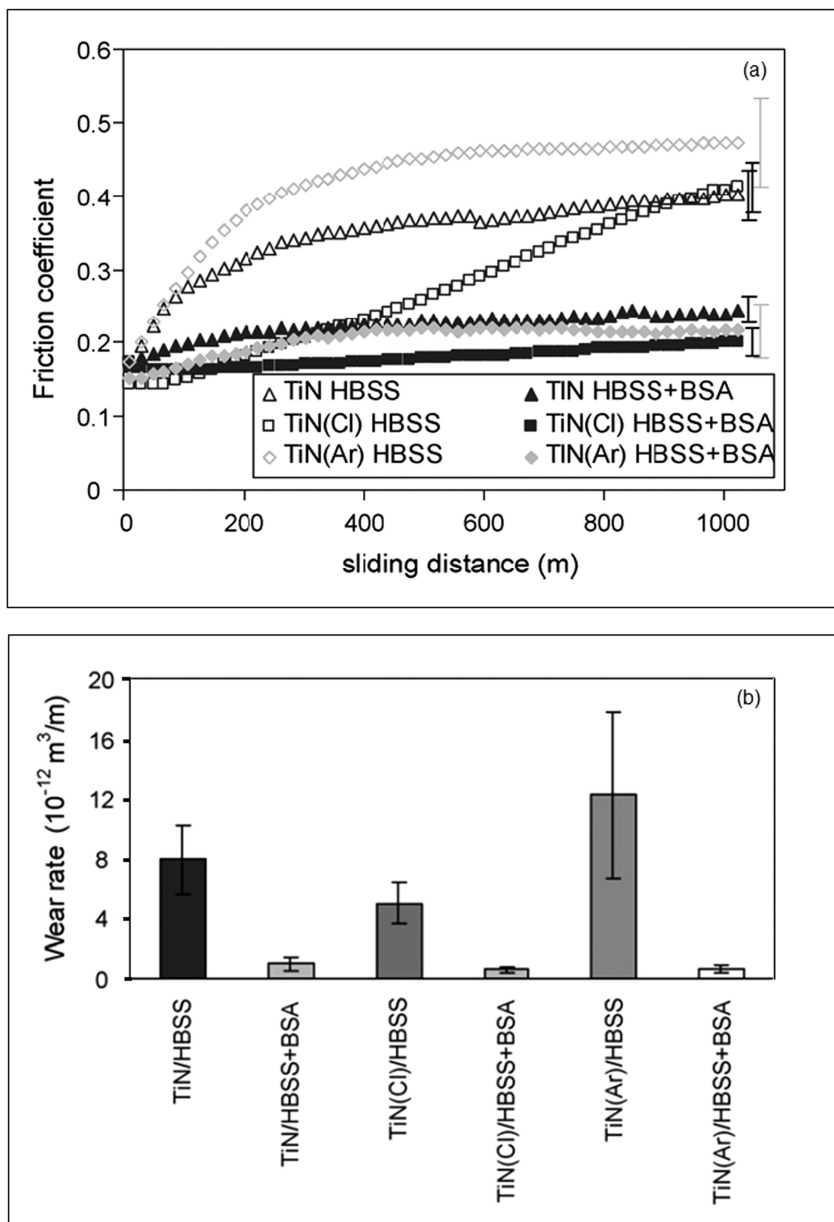 (a)
0.6
0.5
0.4
0.3
0.2
0.1
0
Friction coefficient
TiN HBSS
TIN HBSS+BSA
TiN(Cl) HBSS
TiN(Cl) HBSS+BSA
TiN(Ar) HBSS
TIN(Ar) HBSS+BSA
0 200 400 600 800 1000
sliding distance (m)
(b)
20
16
12
8
4
0
Wear rate (10⁻¹² m³/m)
TiN/HBSS
TiN/HBSS+BSA
TiN(Cl)/HBSS
TiN(Cl)/HBSS+BSA
TiN(Ar)/HBSS
TiN(Ar)/HBSS+BSA